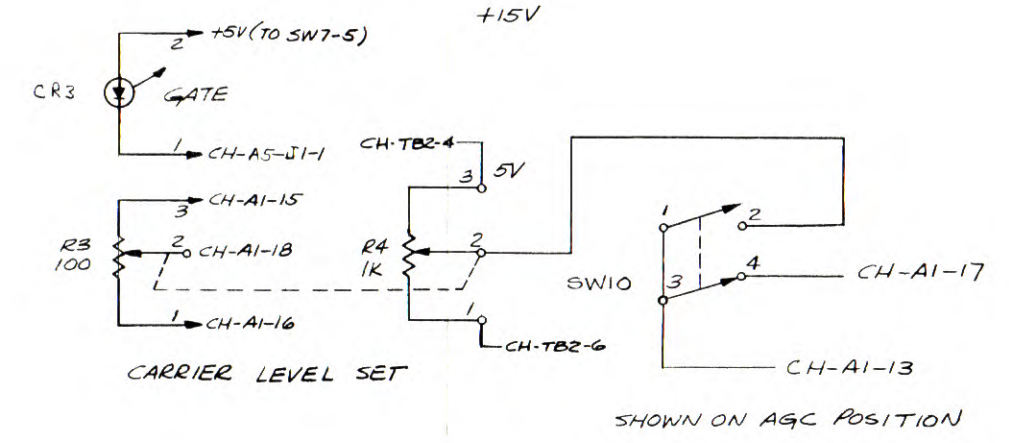 +15V
2 +5V (TO SW7-5)
CR3
GATE
1 CH-A5-J1-1
CH-TB2-4
3 5V
3 CH-A1-15
R3
100
2 CH-A1-18
R4
1K
2
1 CH-A1-16
1
CH-TB2-6
1
2
SW10
3
4
CH-A1-17
CH-A1-13
CARRIER LEVEL SET
SHOWN ON AGC POSITION